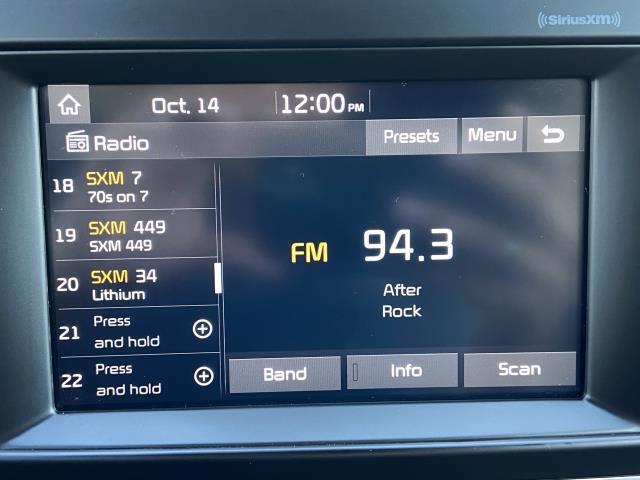 ((SiriusXM))
Oct. 14 12:00 PM
Radio Presets Menu
18 SXM 7
70s on 7
19 SXM 449
SXM 449
20 SXM 34
Lithium
21 Press
and hold
22 Press
and hold
FM 94.3
After
Rock
Band Info Scan